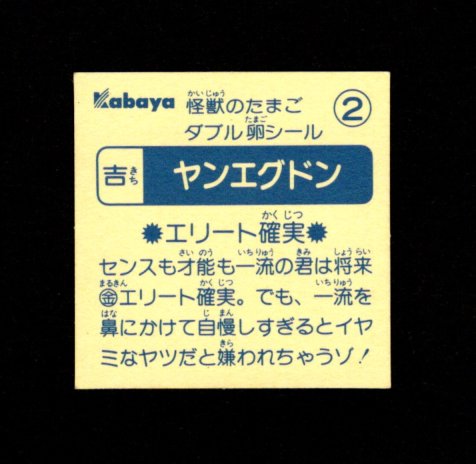 Kabaya 怪獣のたまご ②
ダブル卵シール
吉 ヤンエグドン
✹エリート確実✹
センスも才能も一流の君は将来
㊎エリート確実。でも、一流を
鼻にかけて自慢しすぎるとイヤ
ミなヤツだと嫌われちゃうゾ!